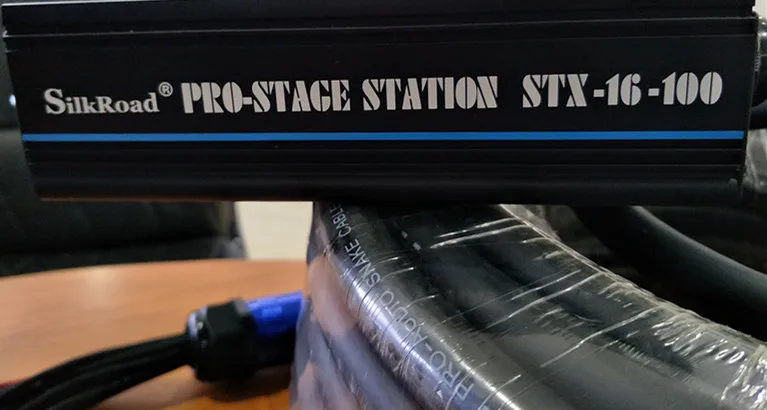 SilkRoad® PRO-STAGE STATION STX-16-100
PRO-AUDIO SNAKE CABLE